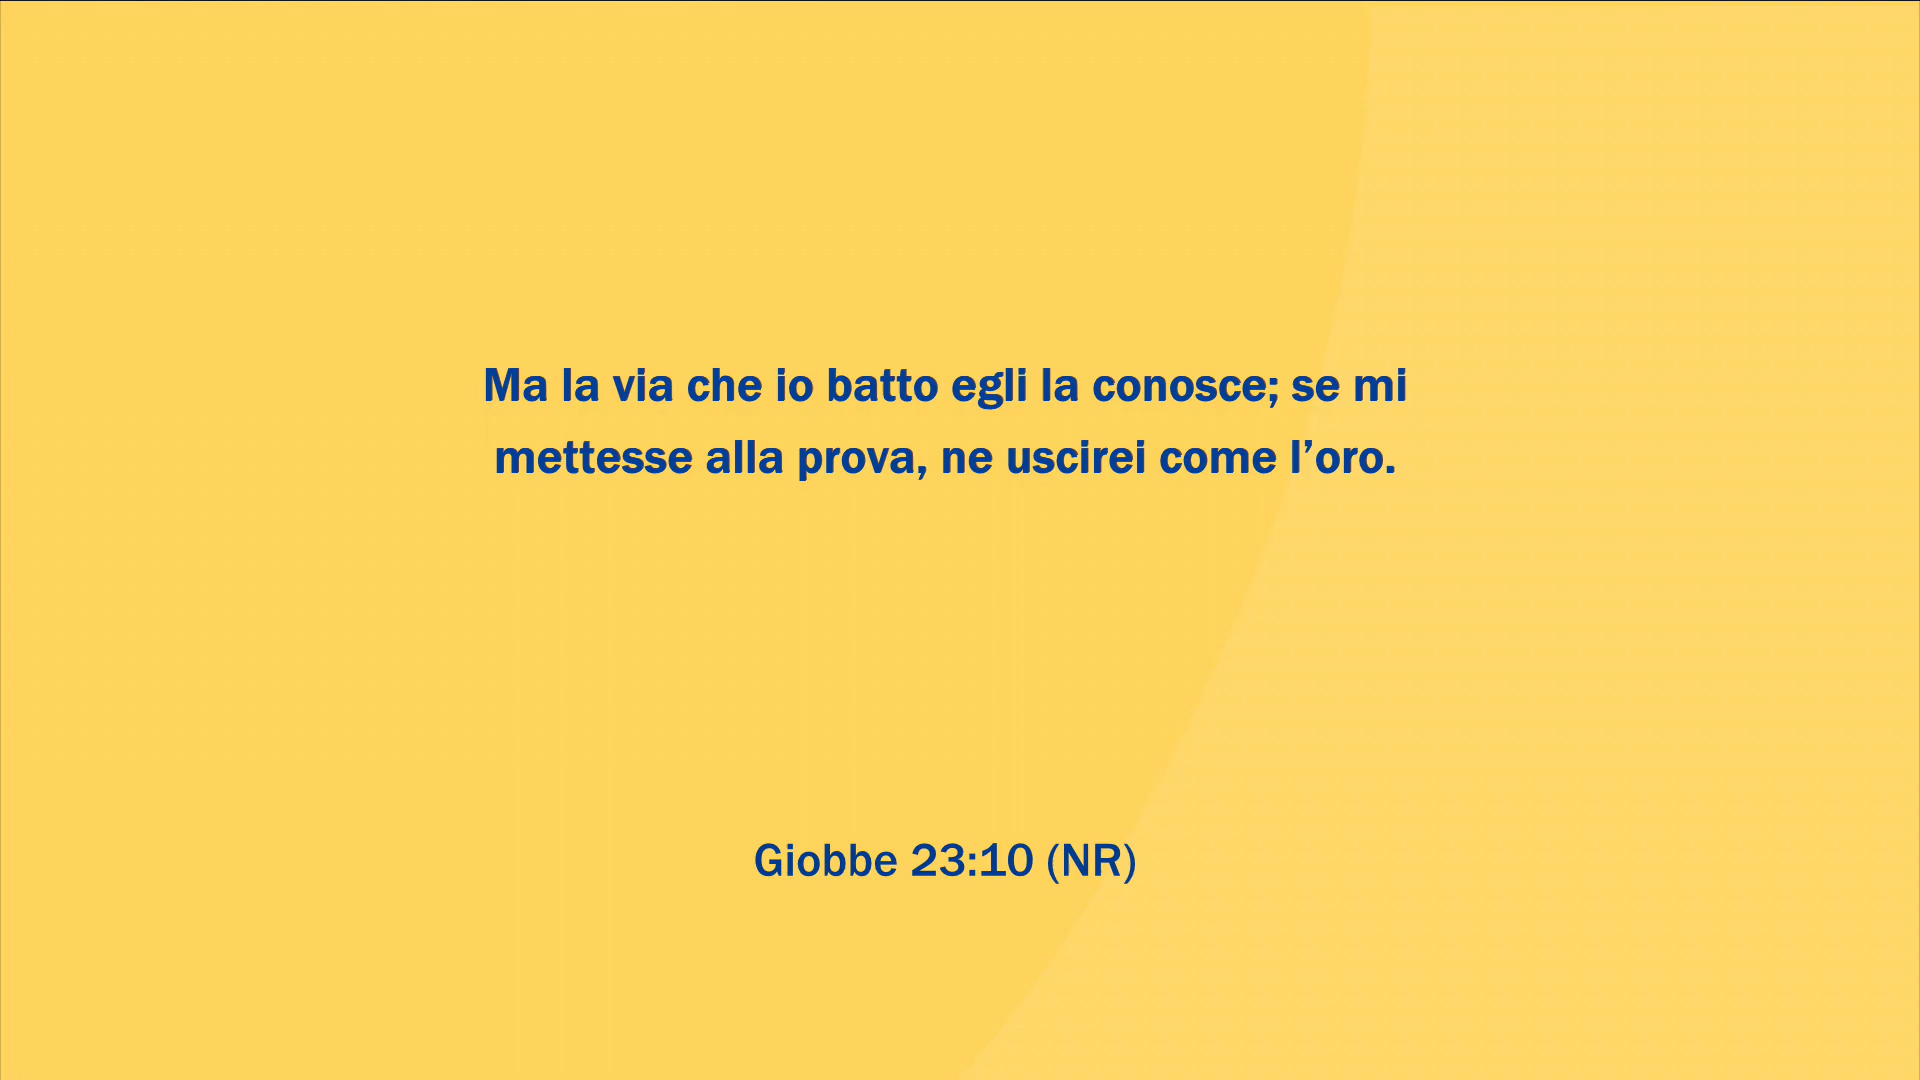 Ma la via che io batto egli la conosce; se mi
mettesse alla prova, ne uscirei come l’oro.
Giobbe 23:10 (NR)